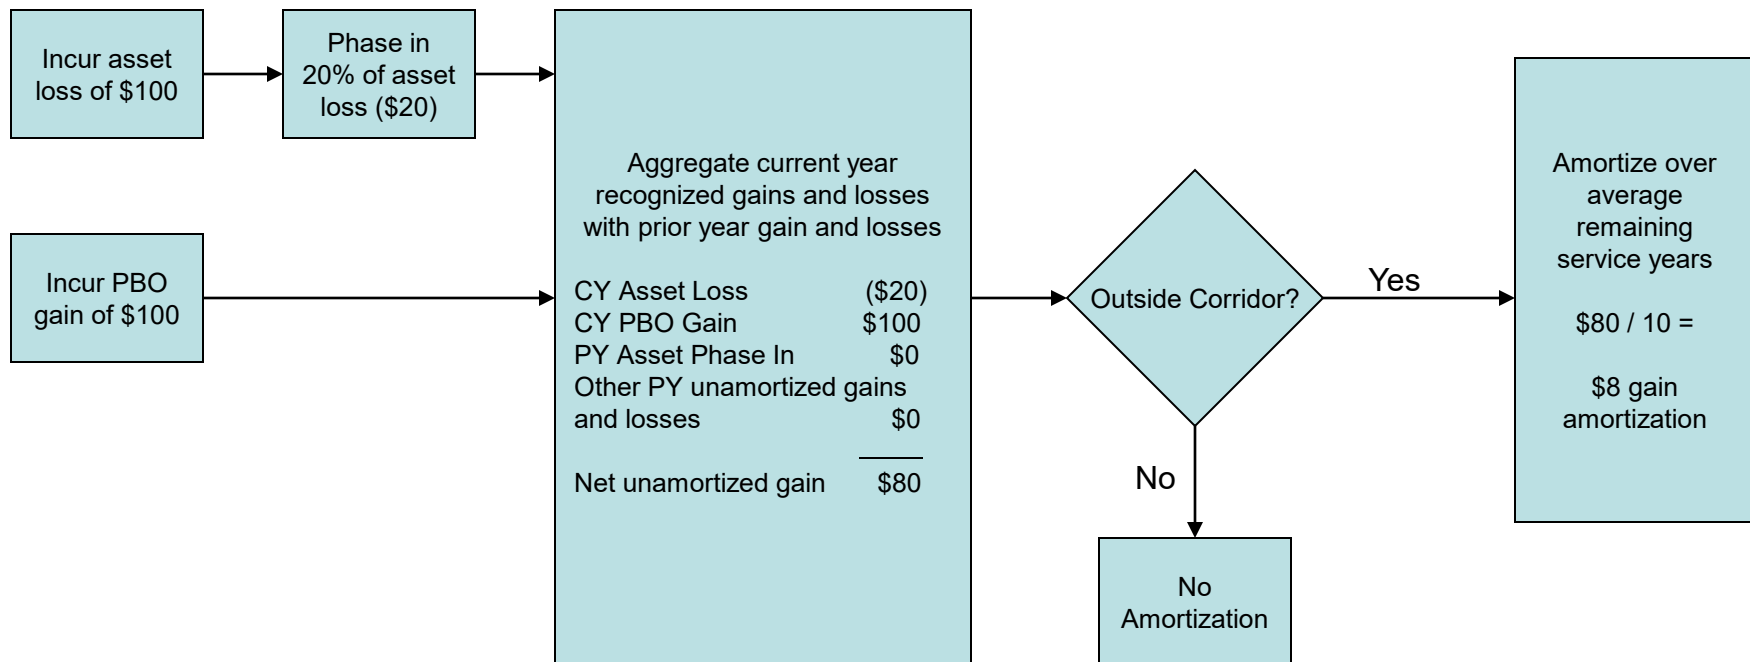 Incur asset
loss of $100
Phase in
20% of asset
loss ($20)
Incur PBO
gain of $100
Aggregate current year
recognized gains and losses
with prior year gain and losses
CY Asset Loss ($20)
CY PBO Gain $100
PY Asset Phase In $0
Other PY unamortized gains
and losses $0
Net unamortized gain $80
Outside Corridor?
Yes
No
No
Amortization
Amortize over
average
remaining
service years
$80 / 10 =
$8 gain
amortization